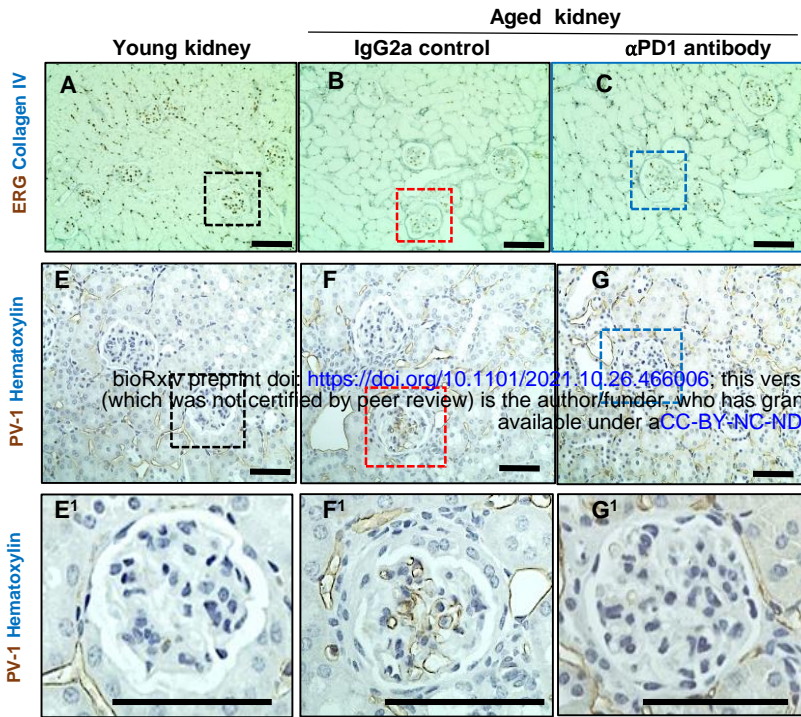 Aged kidney
Young kidney
IgG2a control
αPD1 antibody
ERG Collagen IV
A
B
C
PV-1 Hematoxylin
E
F
G
bioRxiv preprint doi: https://doi.org/10.1101/2021.10.26.466006; this vers
(which was not certified by peer review) is the author/funder, who has gran
available under aCC-BY-NC-ND
PV-1 Hematoxylin
E1
F1
G1